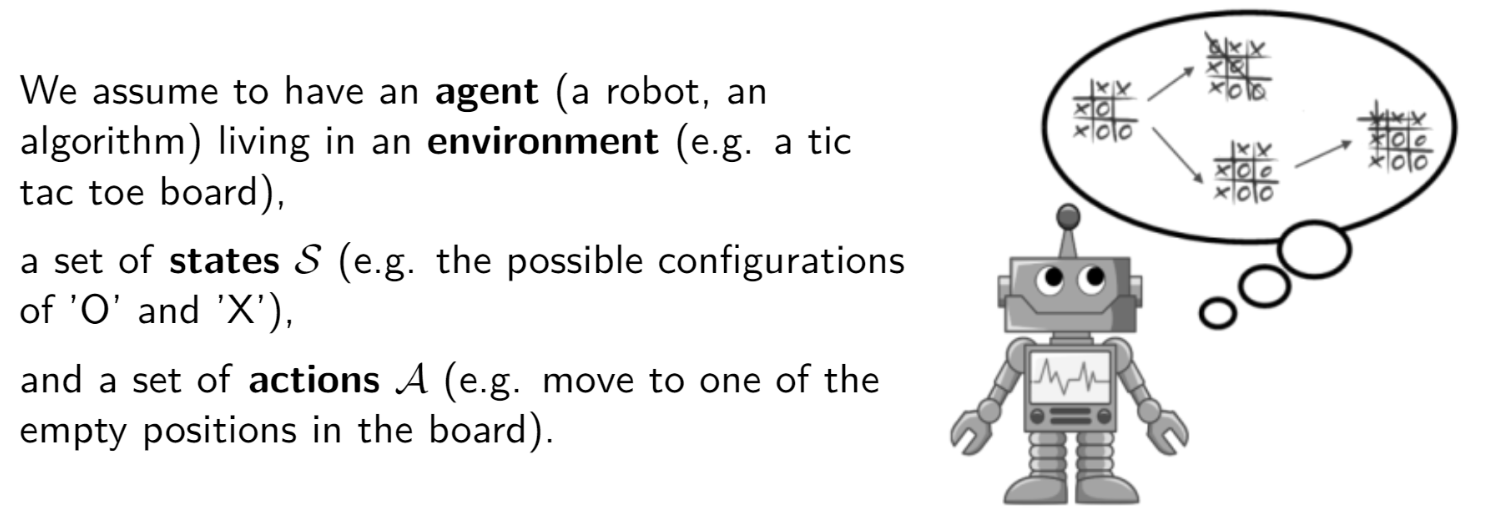 We assume to have an agent (a robot, an
algorithm) living in an environment (e.g. a tic
tac toe board),
a set of states 𝒮 (e.g. the possible configurations
of 'O' and 'X'),
and a set of actions 𝒜 (e.g. move to one of the
empty positions in the board).